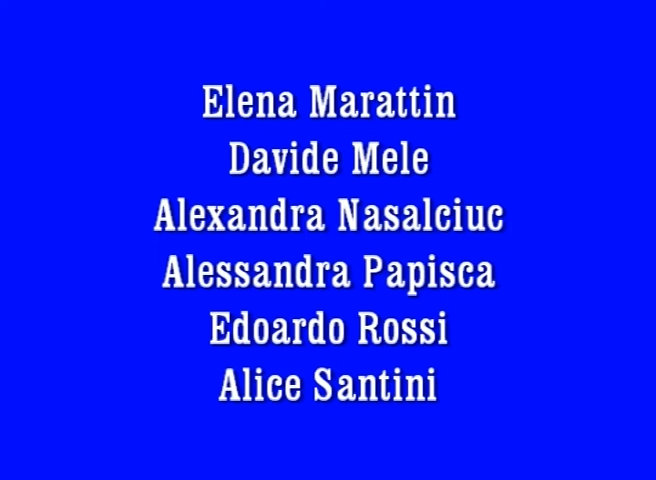 Elena Marattin
Davide Mele
Alexandra Nasalciuc
Alessandra Papisca
Edoardo Rossi
Alice Santini